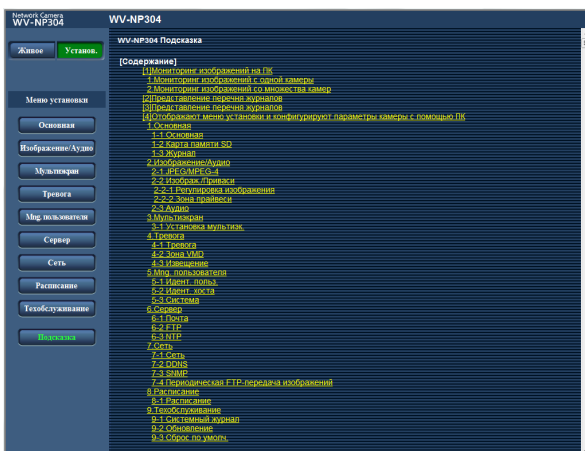 Network Camera
WV-NP304
WV-NP304
Живое
Установ.
Меню установки
Основная
Изображение/Аудио
Мультиэкран
Тревога
Mng. пользователя
Сервер
Сеть
Расписание
Техобслуживание
Подсказка
WV-NP304 Подсказка
[Содержание]
[1]Мониторинг изображений на ПК
1.Мониторинг изображений с одной камеры
2.Мониторинг изображений со множества камер
[2]Представление перечня журналов
[3]Представление перечня журналов
[4]Отображают меню установки и конфигурируют параметры камеры с помощью ПК
1.Основная
1-1 Основная
1-2 Карта памяти SD
1-3 Журнал
2.Изображение/Аудио
2-1 JPEG/MPEG-4
2-2 Изображ./Приваси
2-2-1 Регулировка изображения
2-2-2 Зона прайвеси
2-3 Аудио
3.Мультиэкран
3-1 Установка мультиэк.
4.Тревога
4-1 Тревога
4-2 Зона VMD
4-3 Извещение
5.Mng. пользователя
5-1 Идент. польз.
5-2 Идент. хоста
5-3 Система
6.Сервер
6-1 Почта
6-2 FTP
6-3 NTP
7.Сеть
7-1 Сеть
7-2 DDNS
7-3 SNMP
7-4 Периодическая FTP-передача изображений
8.Расписание
8-1 Расписание
9.Техобслуживание
9-1 Системный журнал
9-2 Обновление
9-3 Сброс по умолч.